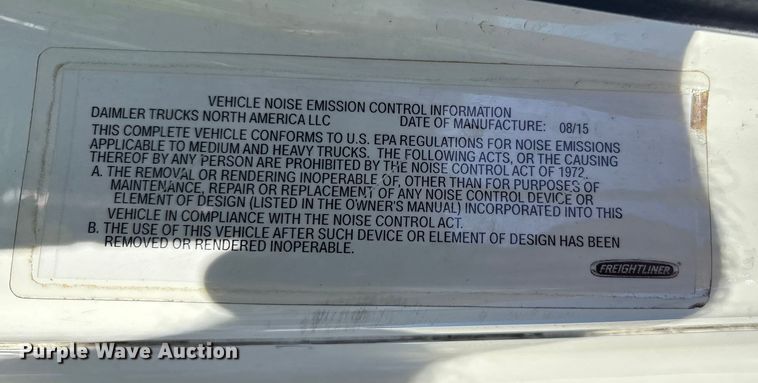 VEHICLE NOISE EMISSION CONTROL INFORMATION
DAIMLER TRUCKS NORTH AMERICA LLC DATE OF MANUFACTURE: 08/15
THIS COMPLETE VEHICLE CONFORMS TO U.S. EPA REGULATIONS FOR NOISE EMISSIONS
APPLICABLE TO MEDIUM AND HEAVY TRUCKS. THE FOLLOWING ACTS, OR THE CAUSING
THEREOF BY ANY PERSON ARE PROHIBITED BY THE NOISE CONTROL ACT OF 1972.
A. THE REMOVAL OR RENDERING INOPERABLE OF, OTHER THAN FOR PURPOSES OF
MAINTENANCE, REPAIR OR REPLACEMENT OF ANY NOISE CONTROL DEVICE OR
ELEMENT OF DESIGN (LISTED IN THE OWNER'S MANUAL) INCORPORATED INTO THIS
VEHICLE IN COMPLIANCE WITH THE NOISE CONTROL ACT.
B. THE USE OF THIS VEHICLE AFTER SUCH DEVICE OR ELEMENT OF DESIGN HAS BEEN
REMOVED OR RENDERED INOPERABLE.
FREIGHTLINER
Purple Wave Auction